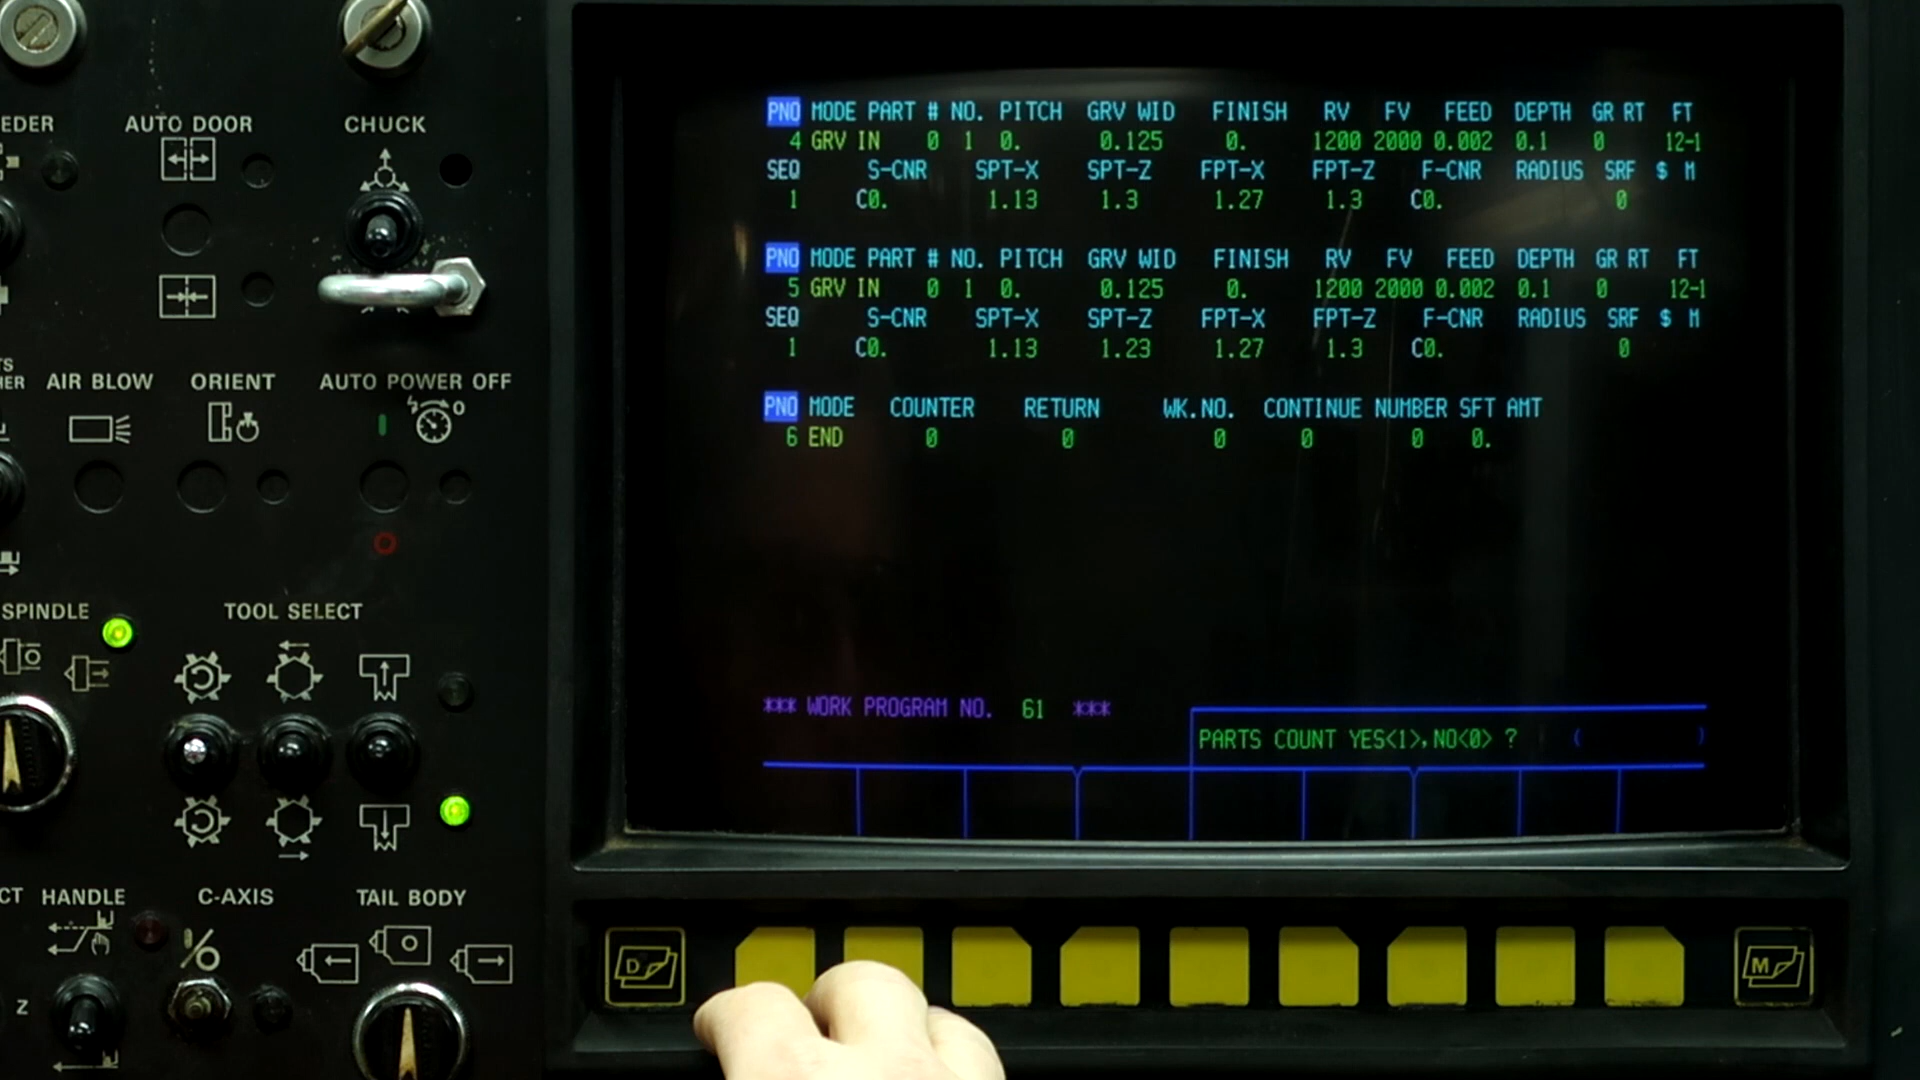 EDER AUTO DOOR CHUCK
TS
HER AIR BLOW ORIENT AUTO POWER OFF
O
SPINDLE TOOL SELECT
CT HANDLE C-AXIS TAIL BODY
Z
PNO MODE PART # NO. PITCH GRV WID FINISH RV FV FEED DEPTH GR RT FT
4 GRV IN 0 1 0. 0.125 0. 1200 2000 0.002 0.1 0 12-1
SEQ S-CNR SPT-X SPT-Z FPT-X FPT-Z F-CNR RADIUS SRF $ M
1 C0. 1.13 1.3 1.27 1.3 C0. 0
PNO MODE PART # NO. PITCH GRV WID FINISH RV FV FEED DEPTH GR RT FT
5 GRV IN 0 1 0. 0.125 0. 1200 2000 0.002 0.1 0 12-1
SEQ S-CNR SPT-X SPT-Z FPT-X FPT-Z F-CNR RADIUS SRF $ M
1 C0. 1.13 1.23 1.27 1.3 C0. 0
PNO MODE COUNTER RETURN WK.NO. CONTINUE NUMBER SFT AMT
6 END 0 0 0 0 0 0.
*** WORK PROGRAM NO. 61 ***
PARTS COUNT YES<1>,NO<0> ? ( )
D M